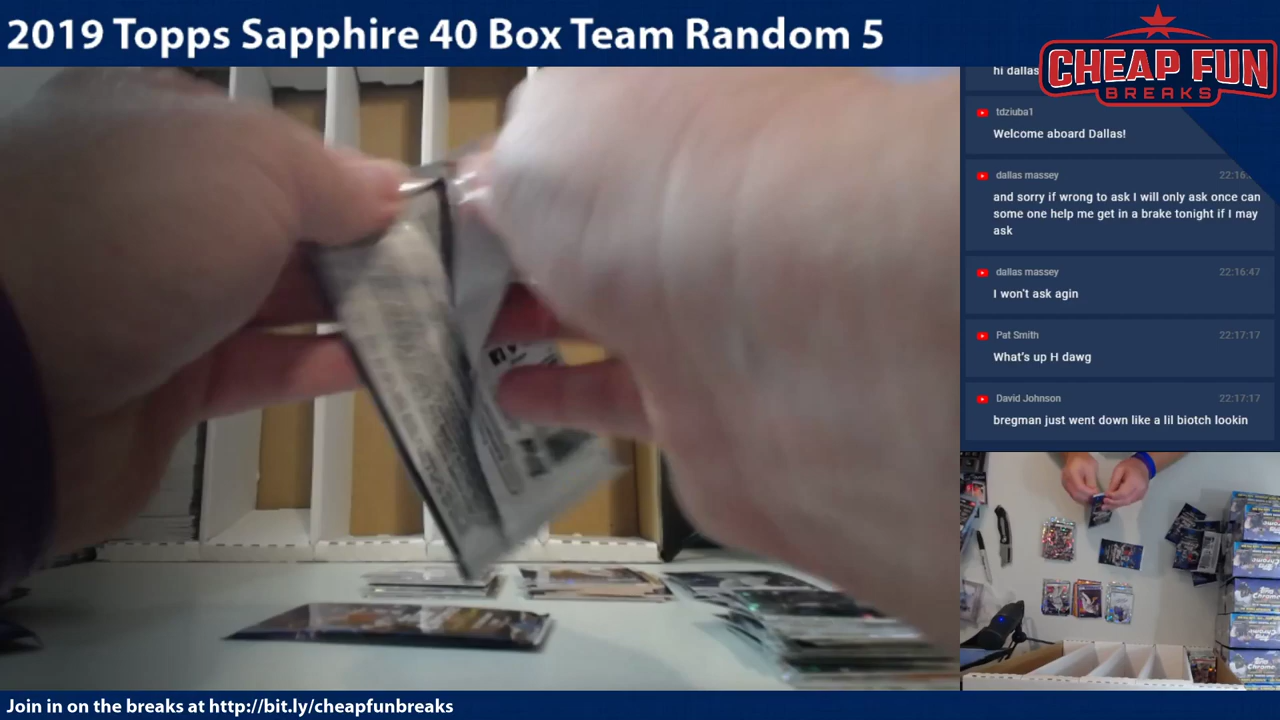 2019 Topps Sapphire 40 Box Team Random 5
CHEAP FUN
BREAKS
hi dallas
tdziuba1
Welcome aboard Dallas!
dallas massey
22:16
and sorry if wrong to ask I will only ask once can
some one help me get in a brake tonight if I may
ask
dallas massey 22:16:47
I won't ask agin
Pat Smith 22:17:17
What's up H dawg
David Johnson 22:17:17
bregman just went down like a lil biotch lookin
Join in on the breaks at http://bit.ly/cheapfunbreaks